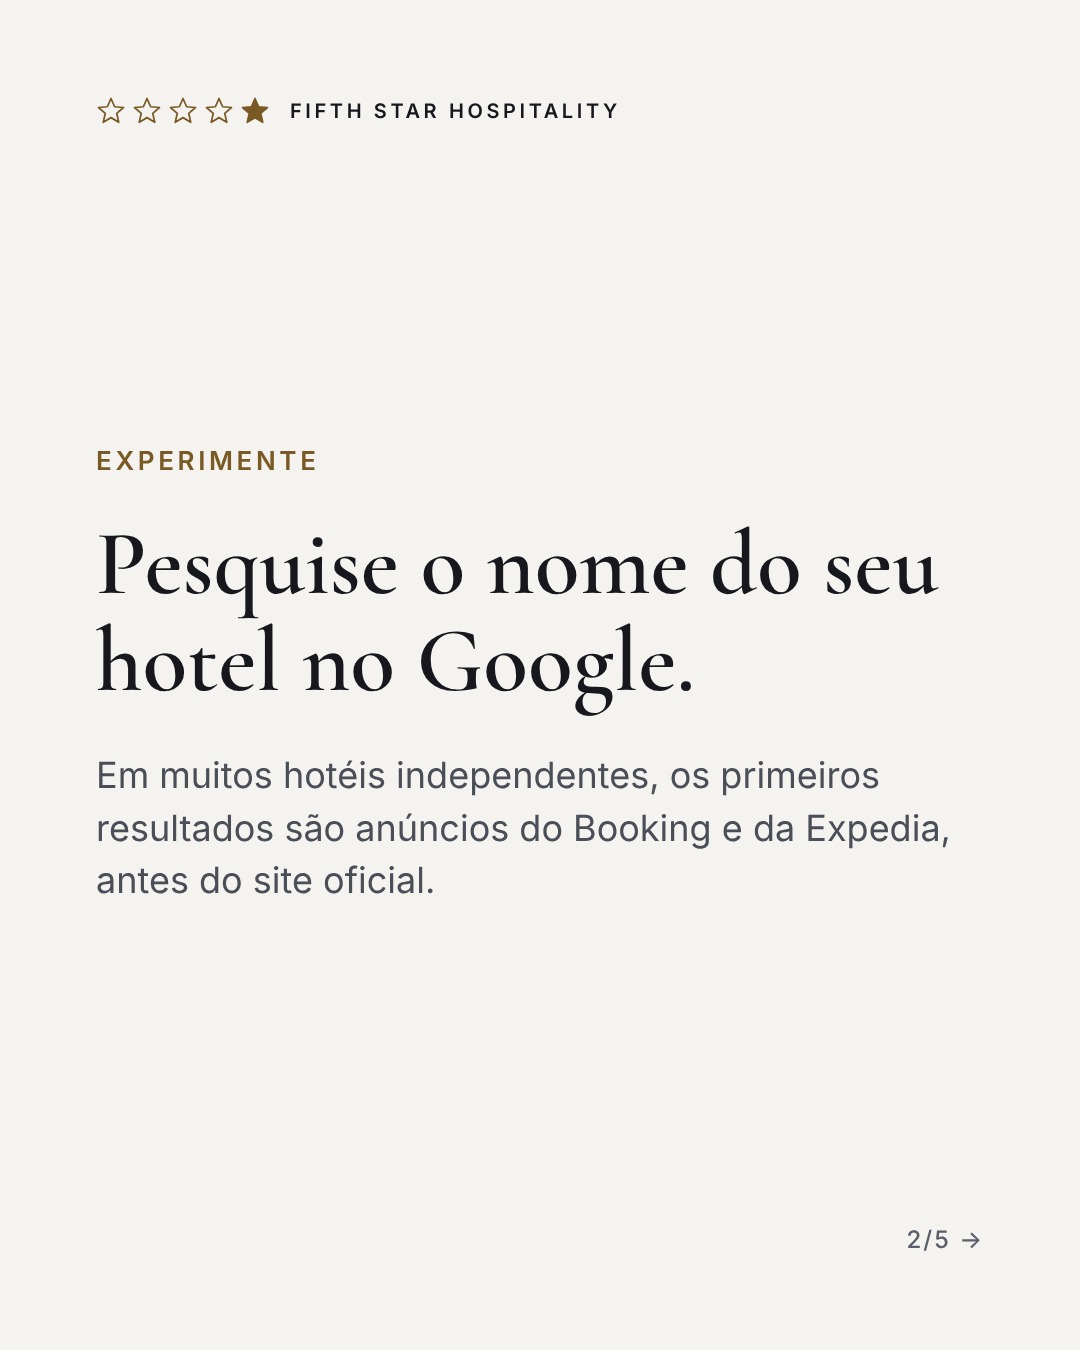 FIFTH STAR HOSPITALITY
EXPERIMENTE
Pesquise o nome do seu
hotel no Google.
Em muitos hotéis independentes, os primeiros
resultados são anúncios do Booking e da Expedia,
antes do site oficial.
2/5 →